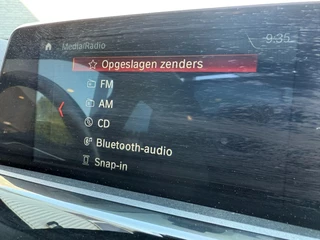 Media/Radio
9:35
Opgeslagen zenders
FM
AM
CD
Bluetooth-audio
Snap-in